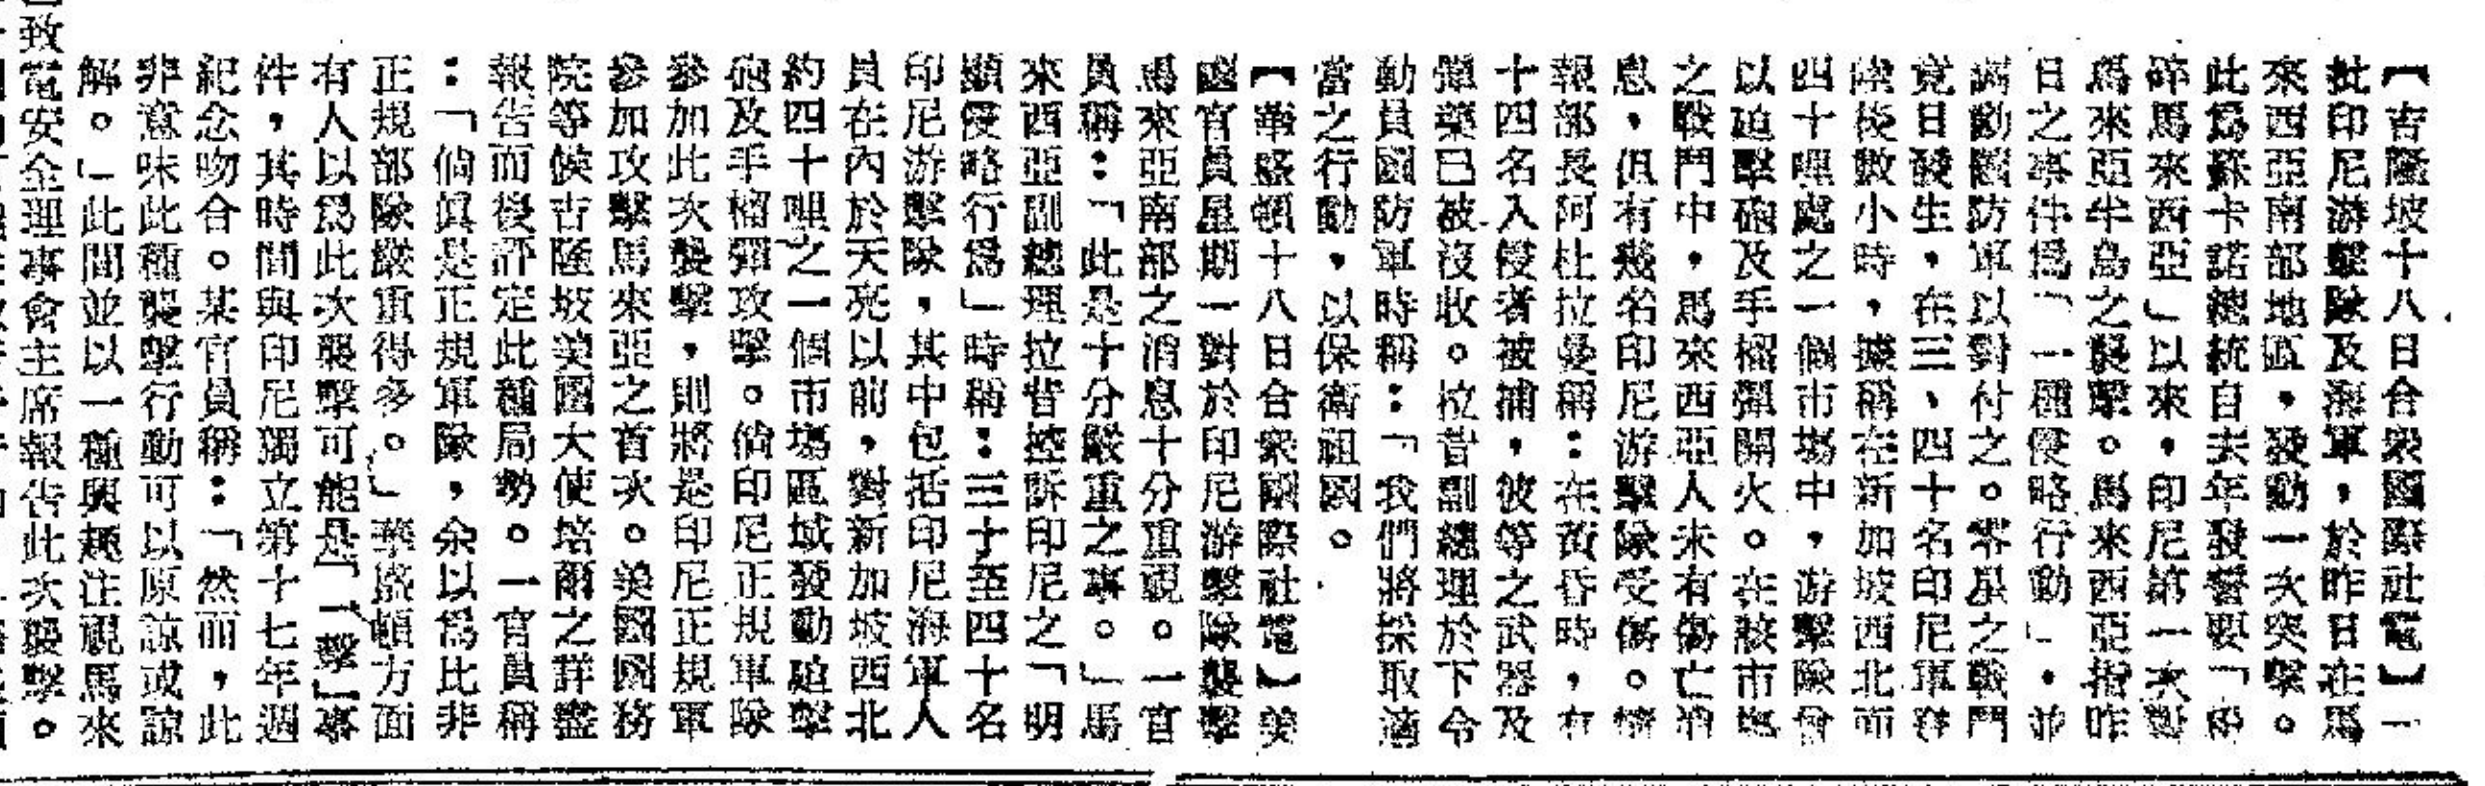 【吉隆坡十八日合衆國際社電】一
批印尼游擊隊及海軍，於昨日在馬
來西亞南部地區，發動一次突擊。
此爲蘇卡諾總統自去年發誓要「粉
碎馬來西亞」以來，印尼第一次對
馬來亞半島之襲擊。馬來西亞指昨
日之事件爲「一種侵略行動」，並
調動國防軍以對付之。零星之戰鬥
竟日發生，在三、四十名印尼軍登
陸後數小時，據稱在新加坡西北面
四十哩處之一個市場中，游擊隊曾
以迫擊砲及手榴彈開火。在該市場
之戰鬥中，馬來西亞人未有傷亡消
息，但有幾名印尼游擊隊受傷。情
報部長阿杜拉曼稱：在黃昏時，有
十四名入侵者被捕，彼等之武器及
彈藥已被沒收。拉昔副總理於下令
動員國防軍時稱：「我們將採取適
當之行動，以保衞祖國。
【華盛頓十八日合衆國際社電】美
國官員星期一對於印尼游擊隊襲擊
馬來亞南部之消息十分重視。一官
員稱：「此是十分嚴重之事。」馬
來西亞副總理拉昔控訴印尼之「明
顯侵略行爲」時稱：三十至四十名
印尼游擊隊，其中包括印尼海軍人
員在內於天亮以前，對新加坡西北
約四十哩之一個市場區域發動迫擊
砲及手榴彈攻擊。倘印尼正規軍隊
參加此次襲擊，則將是印尼正規軍
參加攻擊馬來亞之首次。美國國務
院等候吉隆坡美國大使培爾之詳盡
報告而後評定此種局勢。一官員稱
：「倘眞是正規軍隊，余以爲比非
正規部隊嚴重得多。」華盛頓方面
有人以爲此次襲擊可能是「一擊」事
件，其時間與印尼獨立第十七年週
紀念吻合。某官員稱：「然而，此
非意味此種襲擊行動可以原諒或諒
解。」此間並以一種興趣注視馬來
致電安全理事會主席報告此次襲擊。